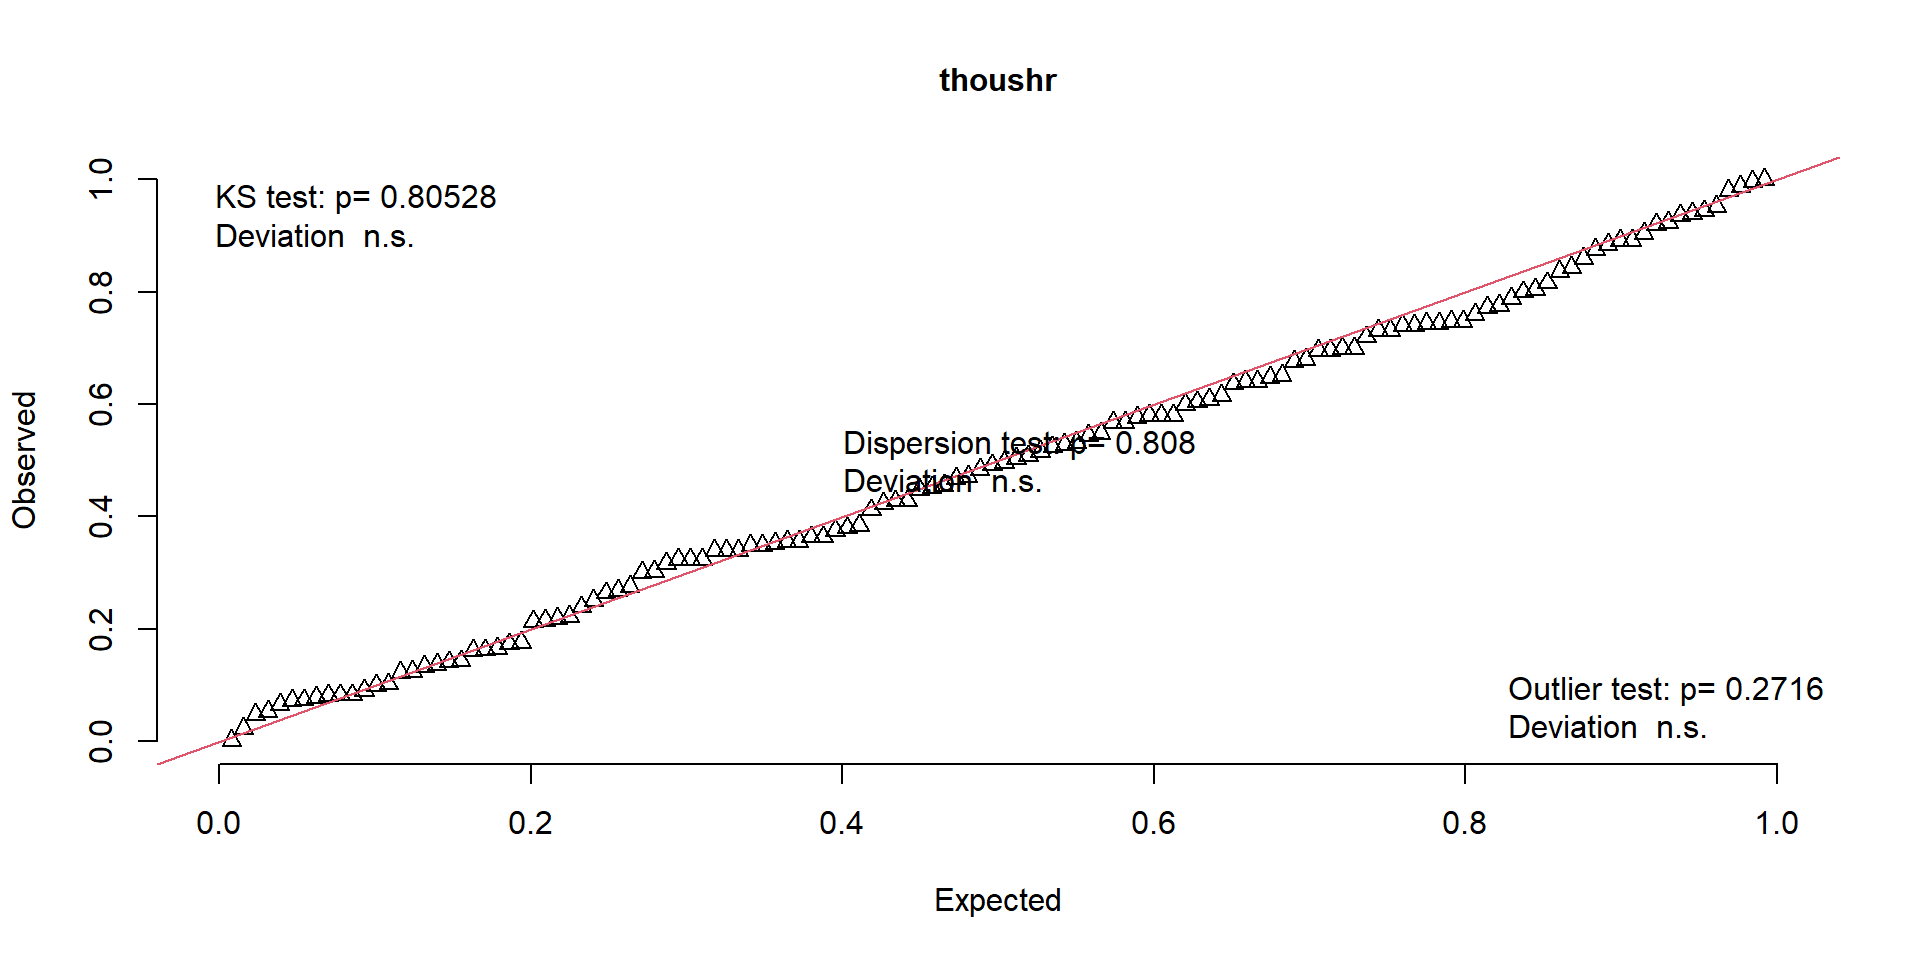 thoushr
KS test: p= 0.80528
Deviation  n.s.
Dispersion test: p= 0.808
Deviation  n.s.
Outlier test: p= 0.2716
Deviation  n.s.
Observed
0.0 0.2 0.4 0.6 0.8 1.0
0.0 0.2 0.4 0.6 0.8 1.0
Expected